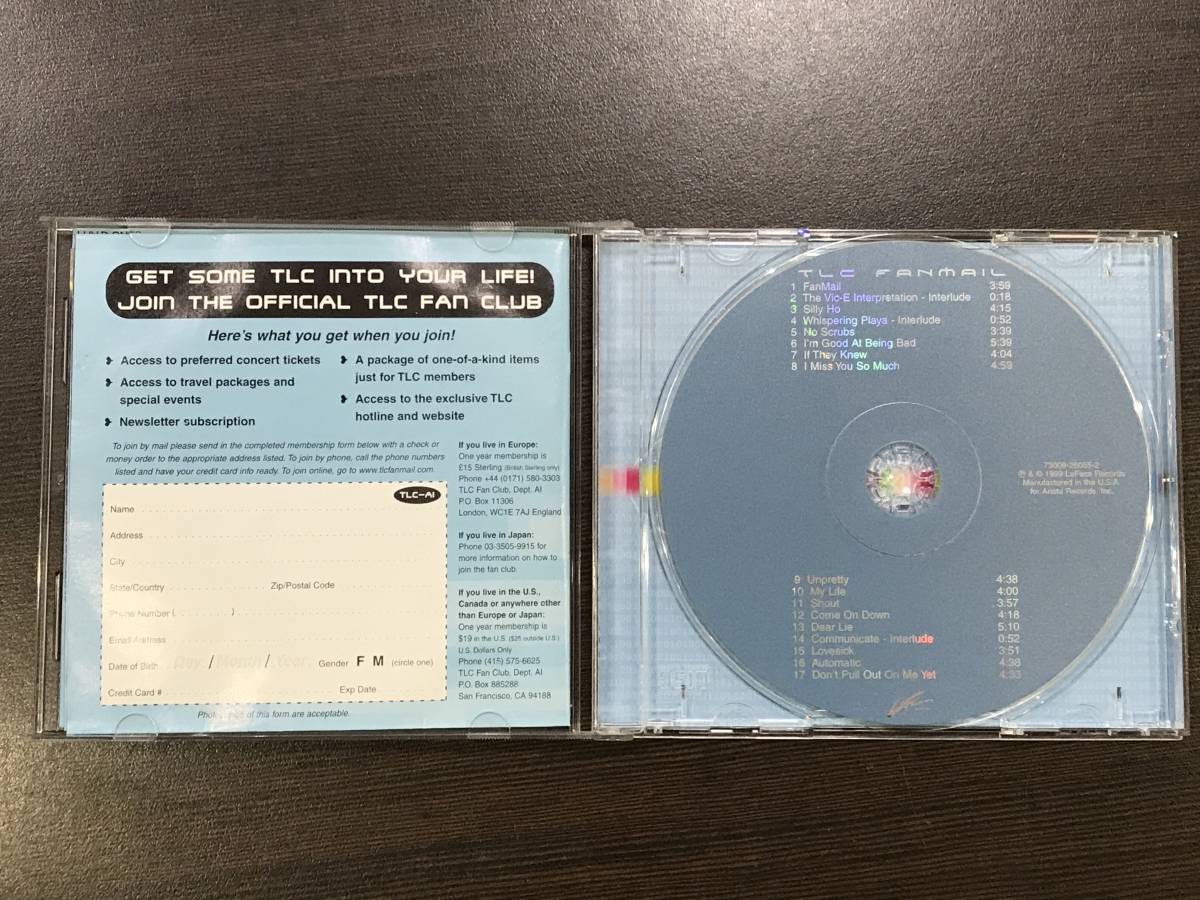 GET SOME TLC INTO YOUR LIFE!
JOIN THE OFFICIAL TLC FAN CLUB
Here's what you get when you join!
Access to preferred concert tickets
Access to travel packages and
special events
Newsletter subscription
A package of one-of-a-kind items
just for TLC members
Access to the exclusive TLC
hotline and website
To join by mail please send in the completed membership form below with a check or
money order to the appropriate address listed. To join by phone, call the phone numbers
listed and have your credit card info ready. To join online, go to www.tlcfanmail.com.
TLC-AI
Name
Address
City
State/Country Zip/Postal Code
Phone Number ( )
Email Address
Date of Birth Day / Month / Year Gender F M (circle one)
Credit Card # Exp Date
of this form are acceptable.
If you live in Europe:
One year membership is
£15 Sterling (British Sterling only)
Phone +44 (0171) 580-3303
TLC Fan Club, Dept. AI
P.O. Box 11306
London, WC1E 7AJ England
If you live in Japan:
Phone 03-3505-9915 for
more information on how to
join the fan club.
If you live in the U.S.,
Canada or anywhere other
than Europe or Japan:
One year membership is
$19 in the U.S. ($25 outside U.S.)
U.S. Dollars Only
Phone (415) 575-6625
TLC Fan Club, Dept. AI
P.O. Box 885288
San Francisco, CA 94188
TLC FANMAIL
1 FanMail 3:59
2 The Vic-E Interpretation - Interlude 0:18
3 Silly Ho 4:15
4 Whispering Playa - Interlude 0:52
5 No Scrubs 3:39
6 I'm Good At Being Bad 5:39
7 If They Knew 4:04
8 I Miss You So Much 4:59
73008-26055-2
℗ & © 1999 LaFace Records
Manufactured in the U.S.A.
for Arista Records, Inc.
9 Unpretty 4:38
10 My Life 4:00
11 Shout 3:57
12 Come On Down 4:18
13 Dear Lie 5:10
14 Communicate - Interlude 0:52
15 Lovesick 3:51
16 Automatic 4:38
17 Don't Pull Out On Me Yet 4:33